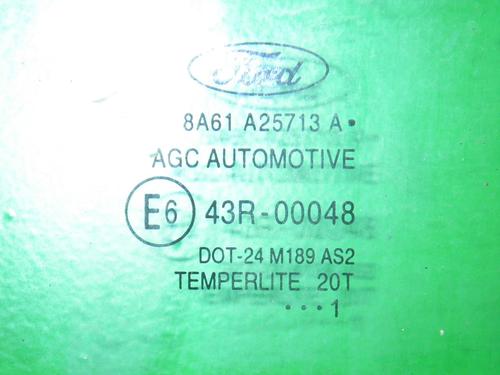 Ford
8A61 A25713 A•
AGC AUTOMOTIVE
E6 43R-00048
DOT-24 M189 AS2
TEMPERLITE 20T
•••1